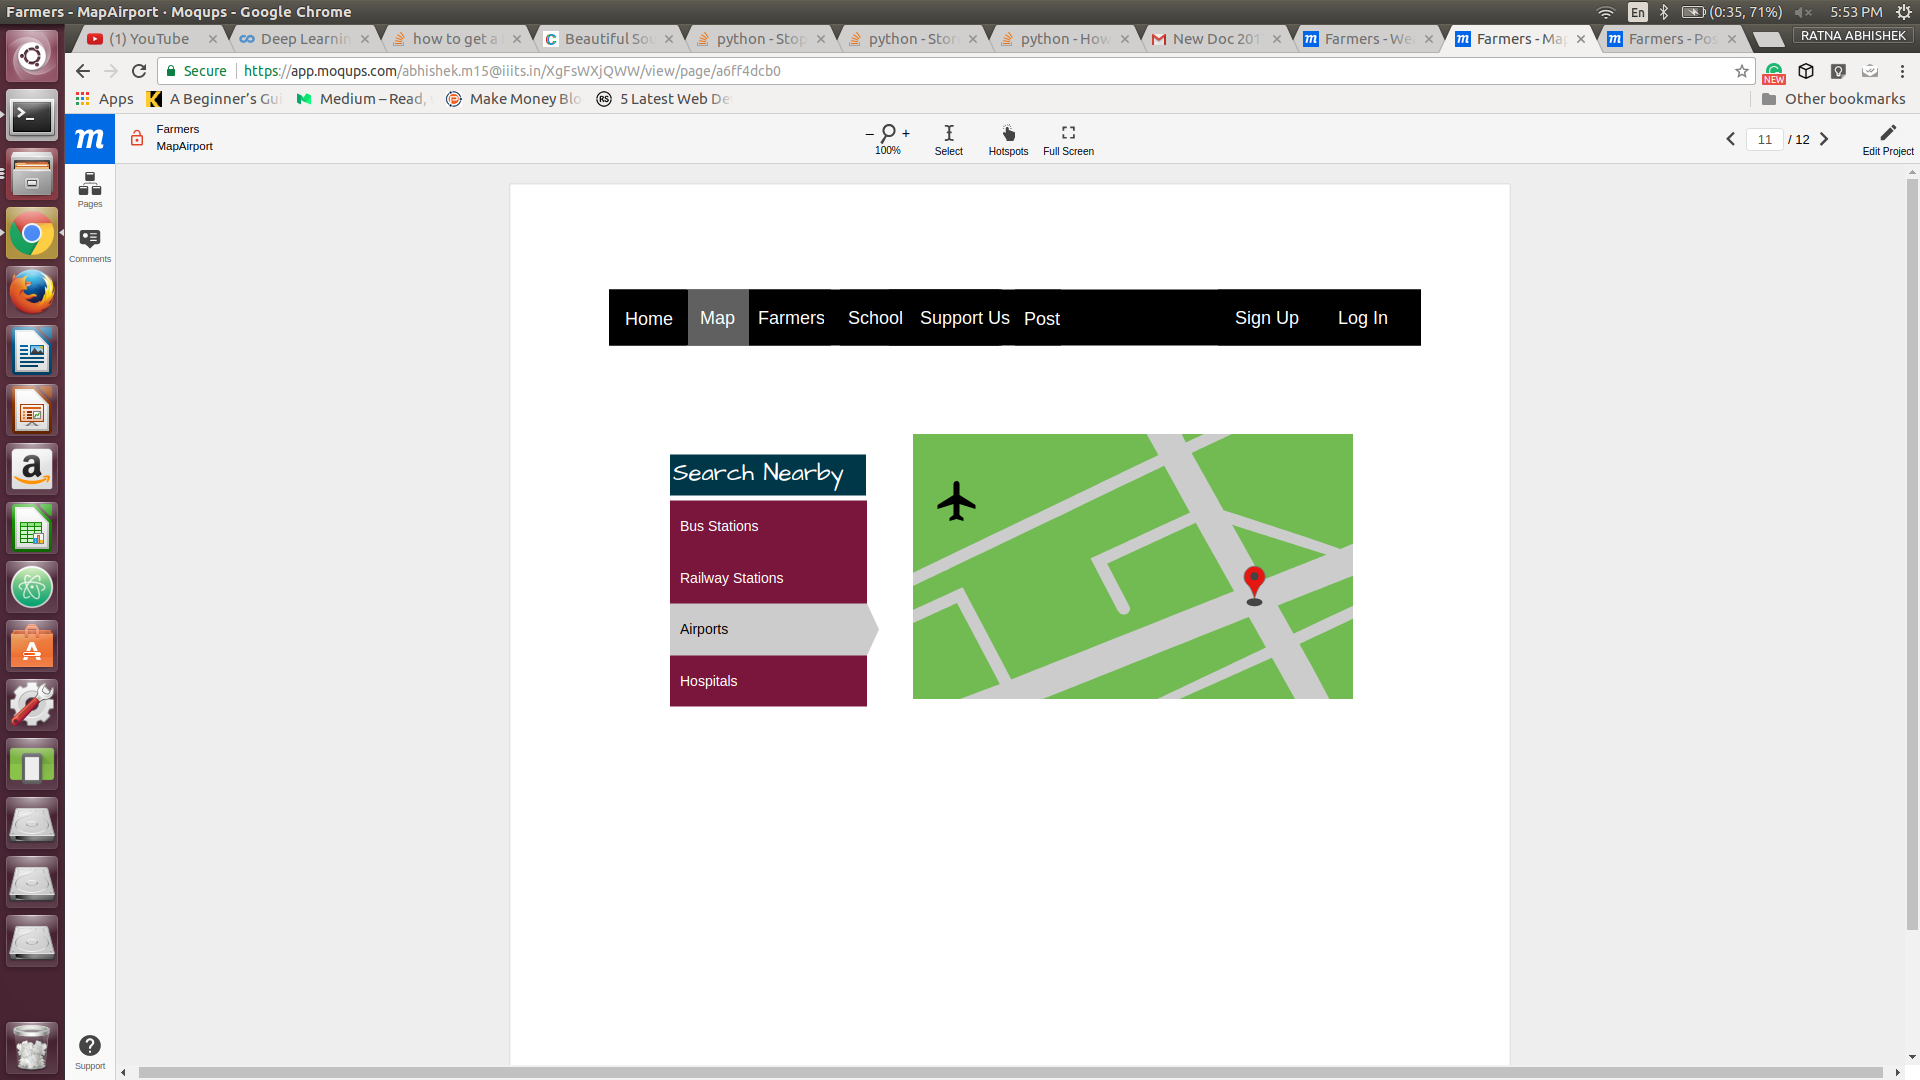 Farmers - MapAirport · Moqups - Google Chrome
En (0:35, 71%) 5:53 PM
(1) YouTube
Deep Learnin
how to get a
Beautiful Sou
python - Stop
python - Stor
python - How
New Doc 201
Farmers - We
Farmers - Ma
Farmers - Pos
RATNA ABHISHEK
Secure https://app.moqups.com/abhishek.m15@iiits.in/XgFsWXjQWW/view/page/a6ff4dcb0
NEW
Apps A Beginner's Gui Medium – Read, Make Money Blo 5 Latest Web De Other bookmarks
m
Farmers
MapAirport
– +
100% Select Hotspots Full Screen
11 / 12
Edit Project
Pages
Comments
Home Map Farmers School Support Us Post Sign Up Log In
Search Nearby
Bus Stations
Railway Stations
Airports
Hospitals
Support